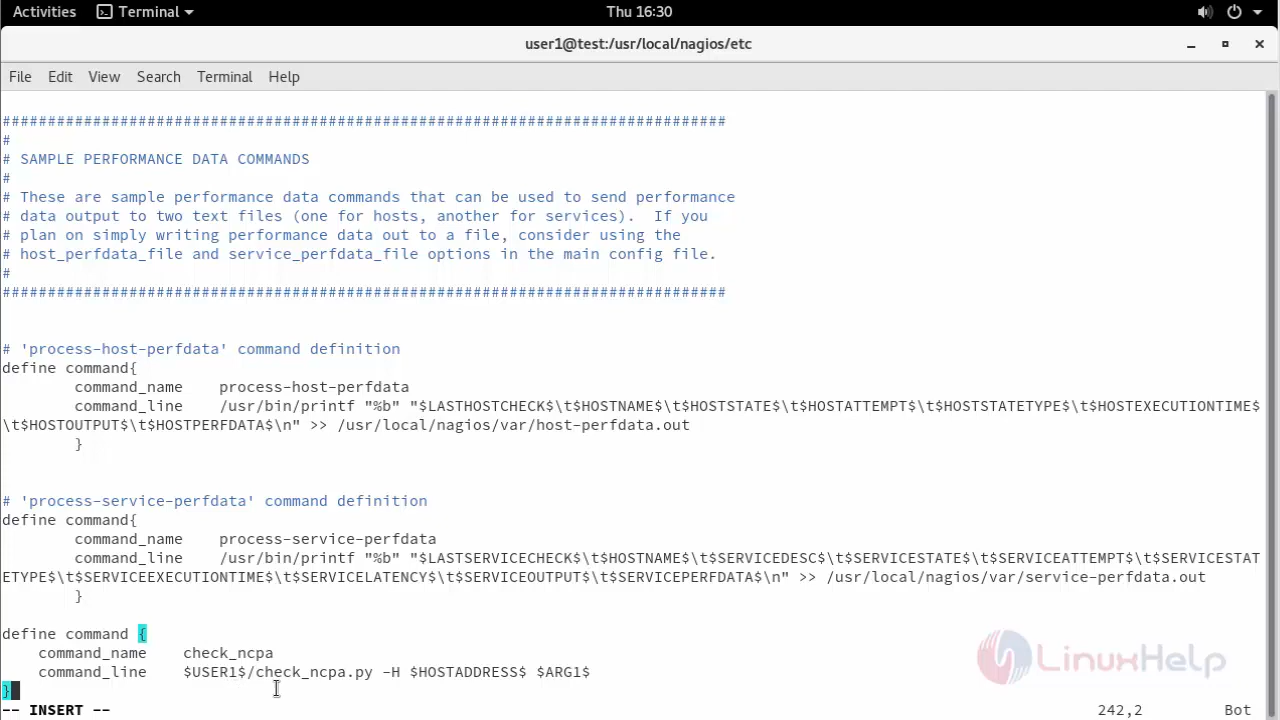 Activities Terminal Thu 16:30
user1@test:/usr/local/nagios/etc
File Edit View Search Terminal Help
################################################################################
#
# SAMPLE PERFORMANCE DATA COMMANDS
#
# These are sample performance data commands that can be used to send performance
# data output to two text files (one for hosts, another for services).  If you
# plan on simply writing performance data out to a file, consider using the
# host_perfdata_file and service_perfdata_file options in the main config file.
#
################################################################################
# 'process-host-perfdata' command definition
define command{
        command_name    process-host-perfdata
        command_line    /usr/bin/printf "%b" "$LASTHOSTCHECK$\t$HOSTNAME$\t$HOSTSTATE$\t$HOSTATTEMPT$\t$HOSTSTATETYPE$\t$HOSTEXECUTIONTIME$
\t$HOSTOUTPUT$\t$HOSTPERFDATA$\n" >> /usr/local/nagios/var/host-perfdata.out
        }
# 'process-service-perfdata' command definition
define command{
        command_name    process-service-perfdata
        command_line    /usr/bin/printf "%b" "$LASTSERVICECHECK$\t$HOSTNAME$\t$SERVICEDESC$\t$SERVICESTATE$\t$SERVICEATTEMPT$\t$SERVICESTAT
ETYPE$\t$SERVICEEXECUTIONTIME$\t$SERVICELATENCY$\t$SERVICEOUTPUT$\t$SERVICEPERFDATA$\n" >> /usr/local/nagios/var/service-perfdata.out
        }
define command {
    command_name    check_ncpa
    command_line    $USER1$/check_ncpa.py -H $HOSTADDRESS$ $ARG1$
}
LinuxHelp
-- INSERT -- 242,2 Bot